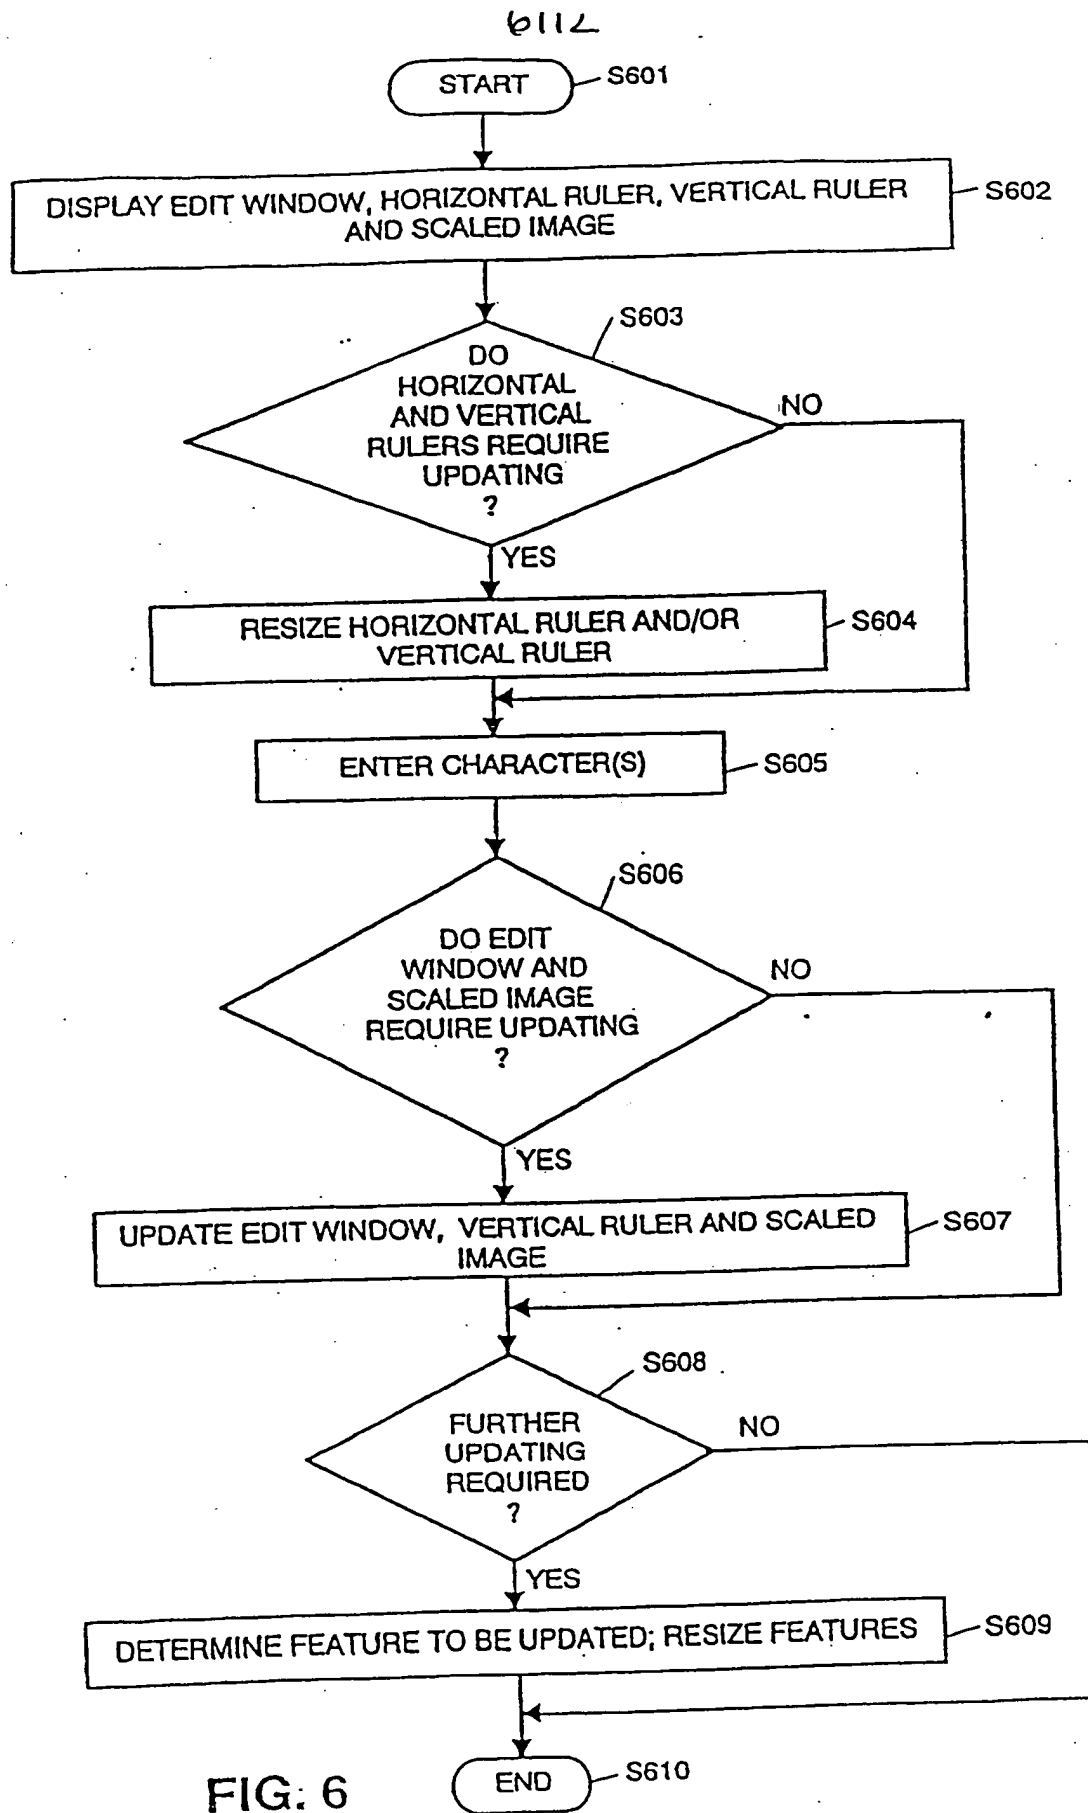 6/17
START
S601
DISPLAY EDIT WINDOW, HORIZONTAL RULER, VERTICAL RULER
AND SCALED IMAGE
S602
S603
DO
HORIZONTAL
AND VERTICAL
RULERS REQUIRE
UPDATING
?
NO
YES
RESIZE HORIZONTAL RULER AND/OR
VERTICAL RULER
S604
ENTER CHARACTER(S)
S605
S606
DO EDIT
WINDOW AND
SCALED IMAGE
REQUIRE UPDATING
?
NO
YES
UPDATE EDIT WINDOW, VERTICAL RULER AND SCALED
IMAGE
S607
S608
FURTHER
UPDATING
REQUIRED
?
NO
YES
DETERMINE FEATURE TO BE UPDATED; RESIZE FEATURES
S609
END
S610
FIG. 6